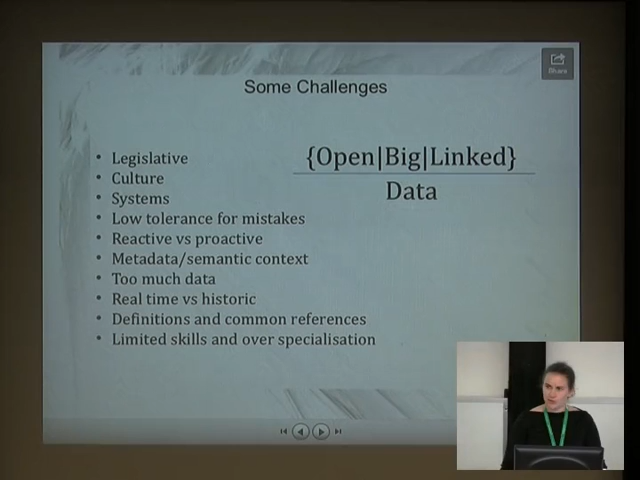 Share
Some Challenges
{Open|Big|Linked}
Data
• Legislative
• Culture
• Systems
• Low tolerance for mistakes
• Reactive vs proactive
• Metadata/semantic context
• Too much data
• Real time vs historic
• Definitions and common references
• Limited skills and over specialisation